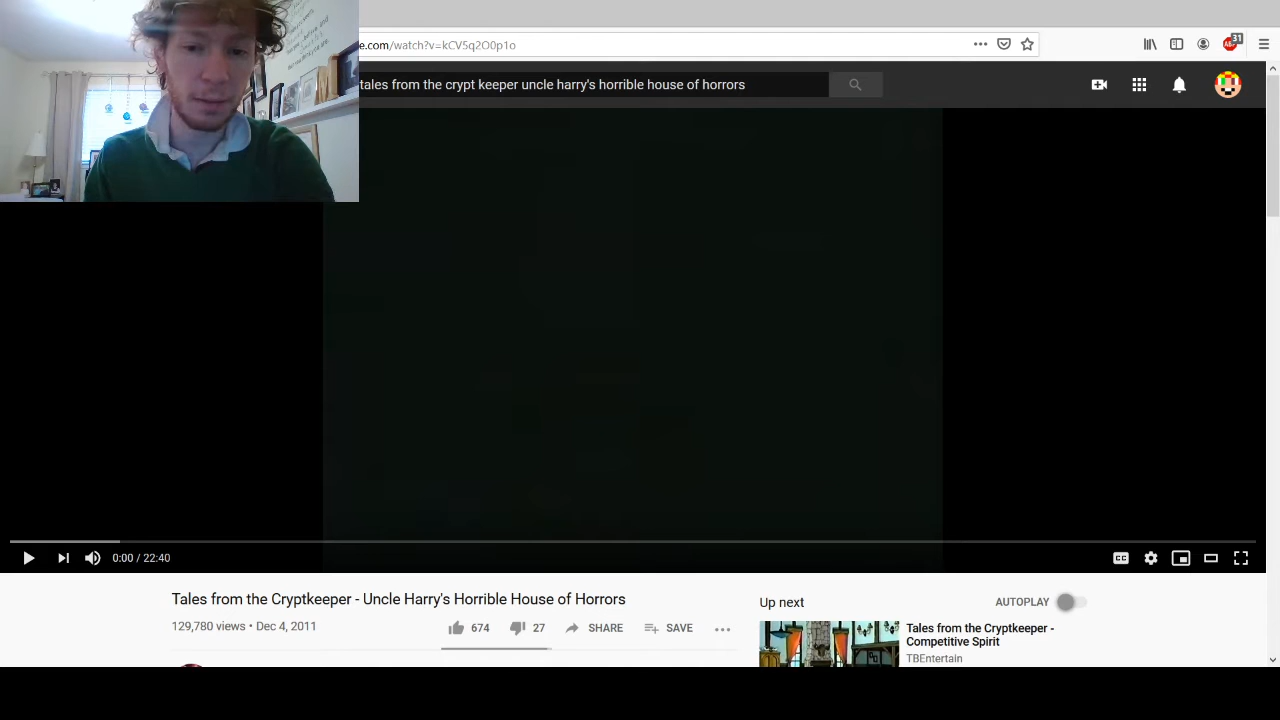 e.com/watch?v=kCV5q2O0p1o
31
tales from the crypt keeper uncle harry's horrible house of horrors
0:00 / 22:40
CC
Tales from the Cryptkeeper - Uncle Harry's Horrible House of Horrors
129,780 views • Dec 4, 2011
674
27
SHARE
SAVE
Up next
AUTOPLAY
Tales from the Cryptkeeper -
Competitive Spirit
TBEntertain